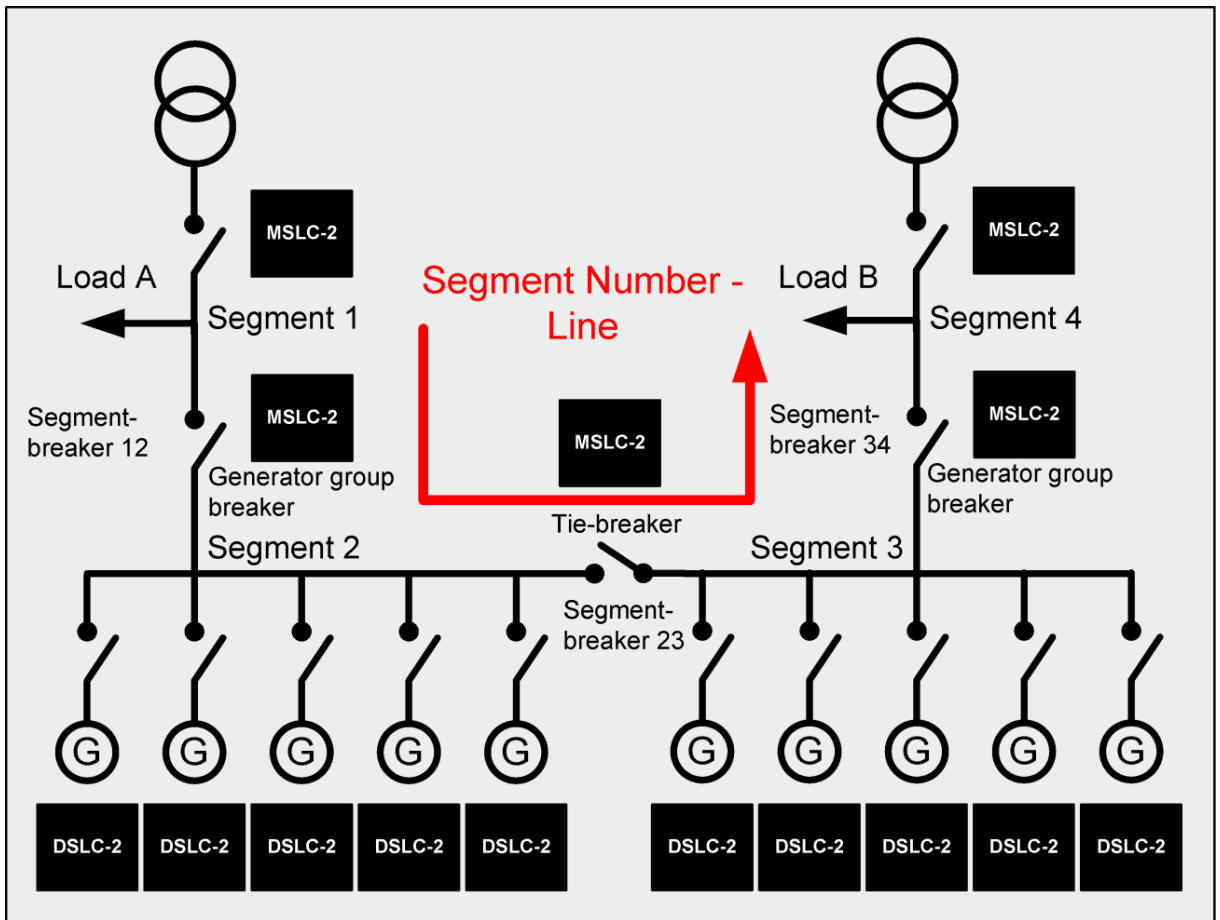 MSLC-2
MSLC-2
Load A
Segment Number -
Line
Load B
Segment 1
Segment 4
Segment-
breaker 12
MSLC-2
MSLC-2
Segment-
breaker 34
MSLC-2
Generator group
breaker
Generator group
breaker
Tie-breaker
Segment 2
Segment 3
Segment-
breaker 23
G
G
G
G
G
G
G
G
G
G
DSLC-2
DSLC-2
DSLC-2
DSLC-2
DSLC-2
DSLC-2
DSLC-2
DSLC-2
DSLC-2
DSLC-2